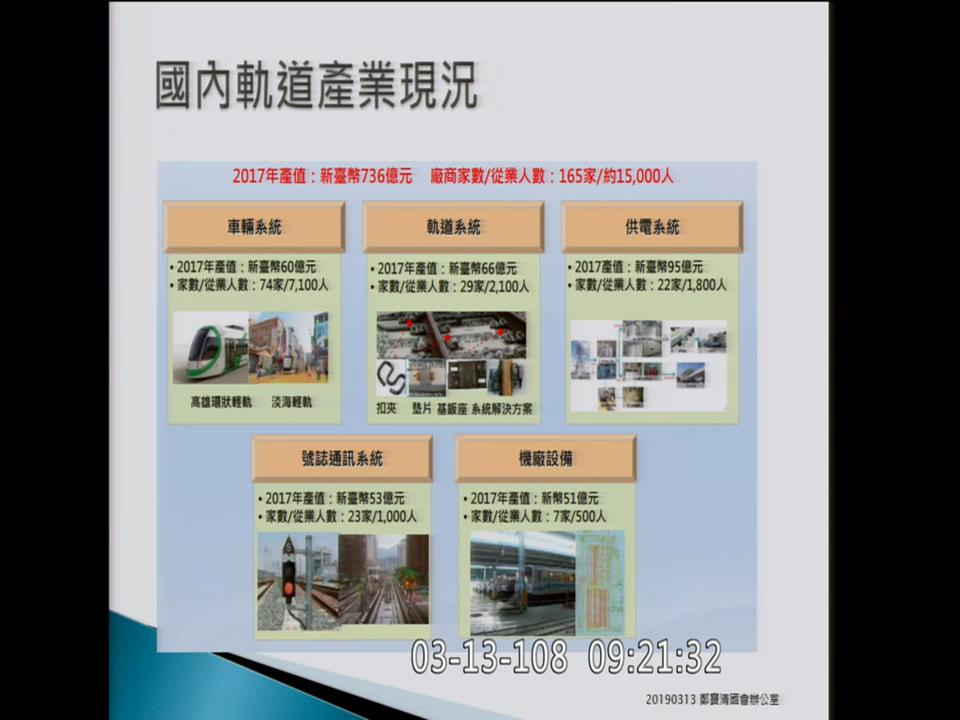 國內軌道產業現況
2017年產值：新臺幣736億元 廠商家數/從業人數：165家/約15,000人
車輛系統
• 2017年產值：新臺幣60億元
• 家數/從業人數：74家/7,100人
高雄環狀輕軌 淡海輕軌
軌道系統
• 2017年產值：新臺幣66億元
• 家數/從業人數：29家/2,100人
扣夾 墊片 基鈑座 系統解決方案
供電系統
• 2017產值：新臺幣95億元
• 家數/從業人數：22家/1,800人
號誌通訊系統
• 2017年產值：新臺幣53億元
• 家數/從業人數：23家/1,000人
機廠設備
• 2017年產值：新幣51億元
• 家數/從業人數：7家/500人
03-13-108 09:21:32
20190313 鄭寶清國會辦公室